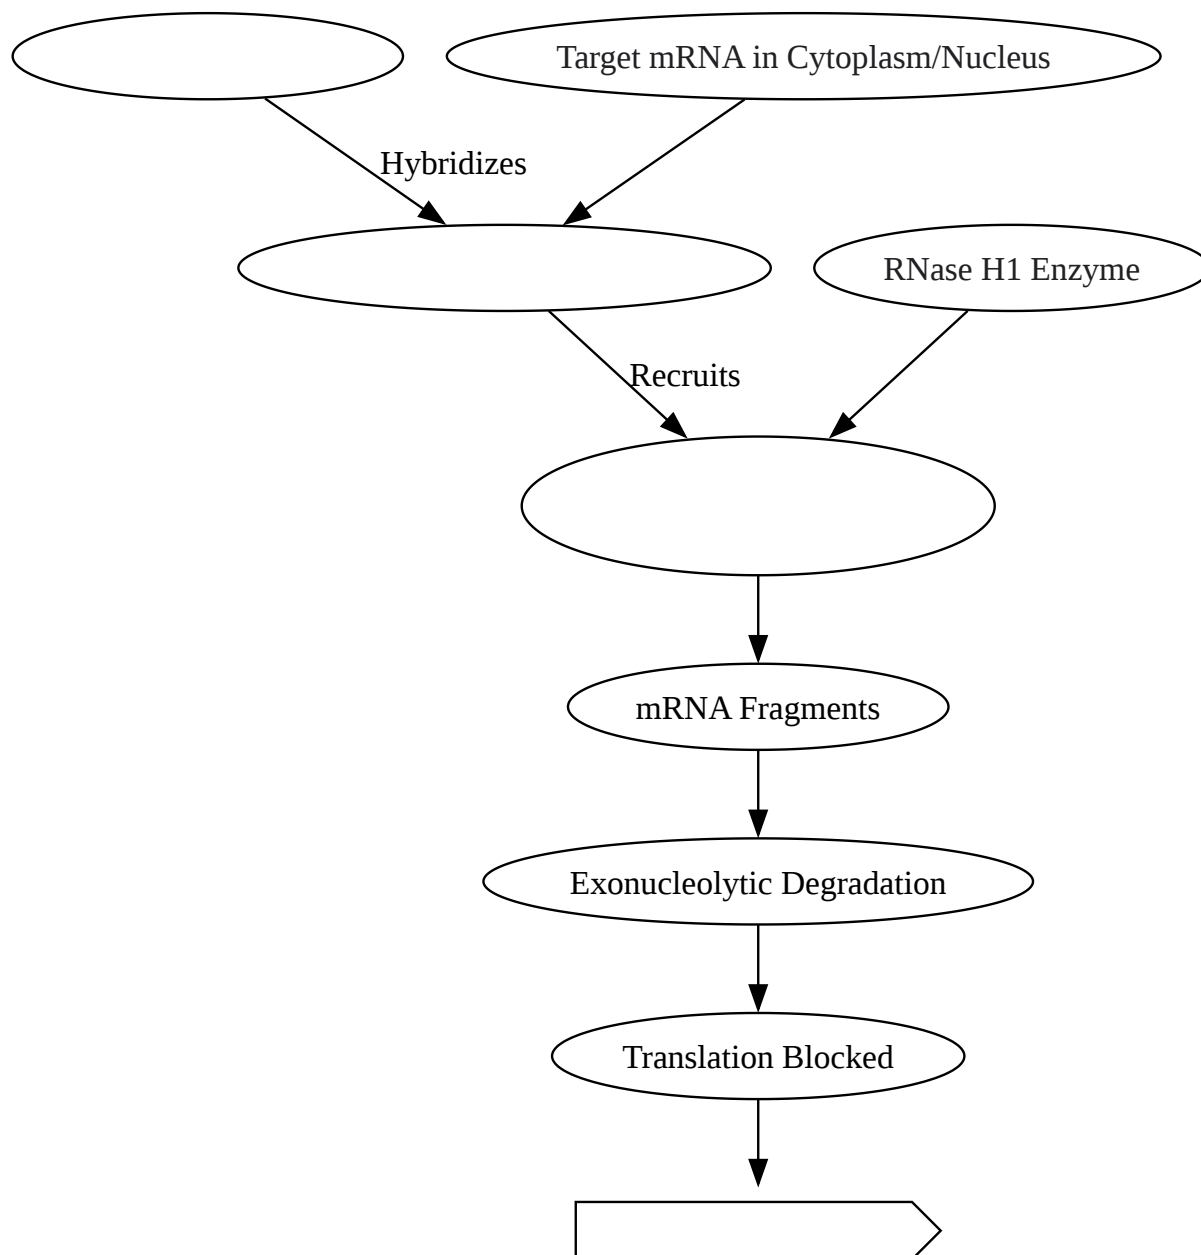 Target mRNA in Cytoplasm/Nucleus
Hybridizes
RNase H1 Enzyme
Recruits
mRNA Fragments
Exonucleolytic Degradation
Translation Blocked